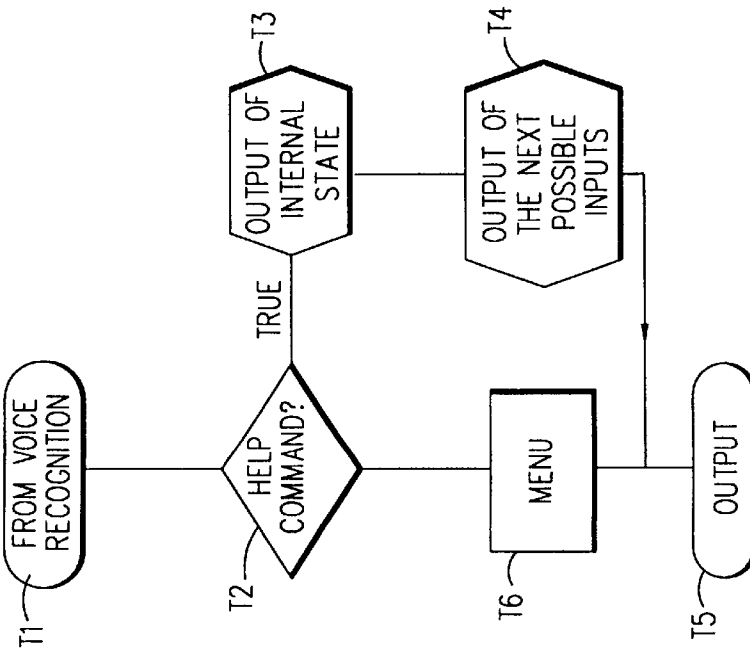 T1
FROM VOICE
RECOGNITION
T2
HELP
COMMAND?
TRUE
OUTPUT OF
INTERNAL
STATE
T3
OUTPUT OF
THE NEXT
POSSIBLE
INPUTS
T4
MENU
T6
OUTPUT
T5